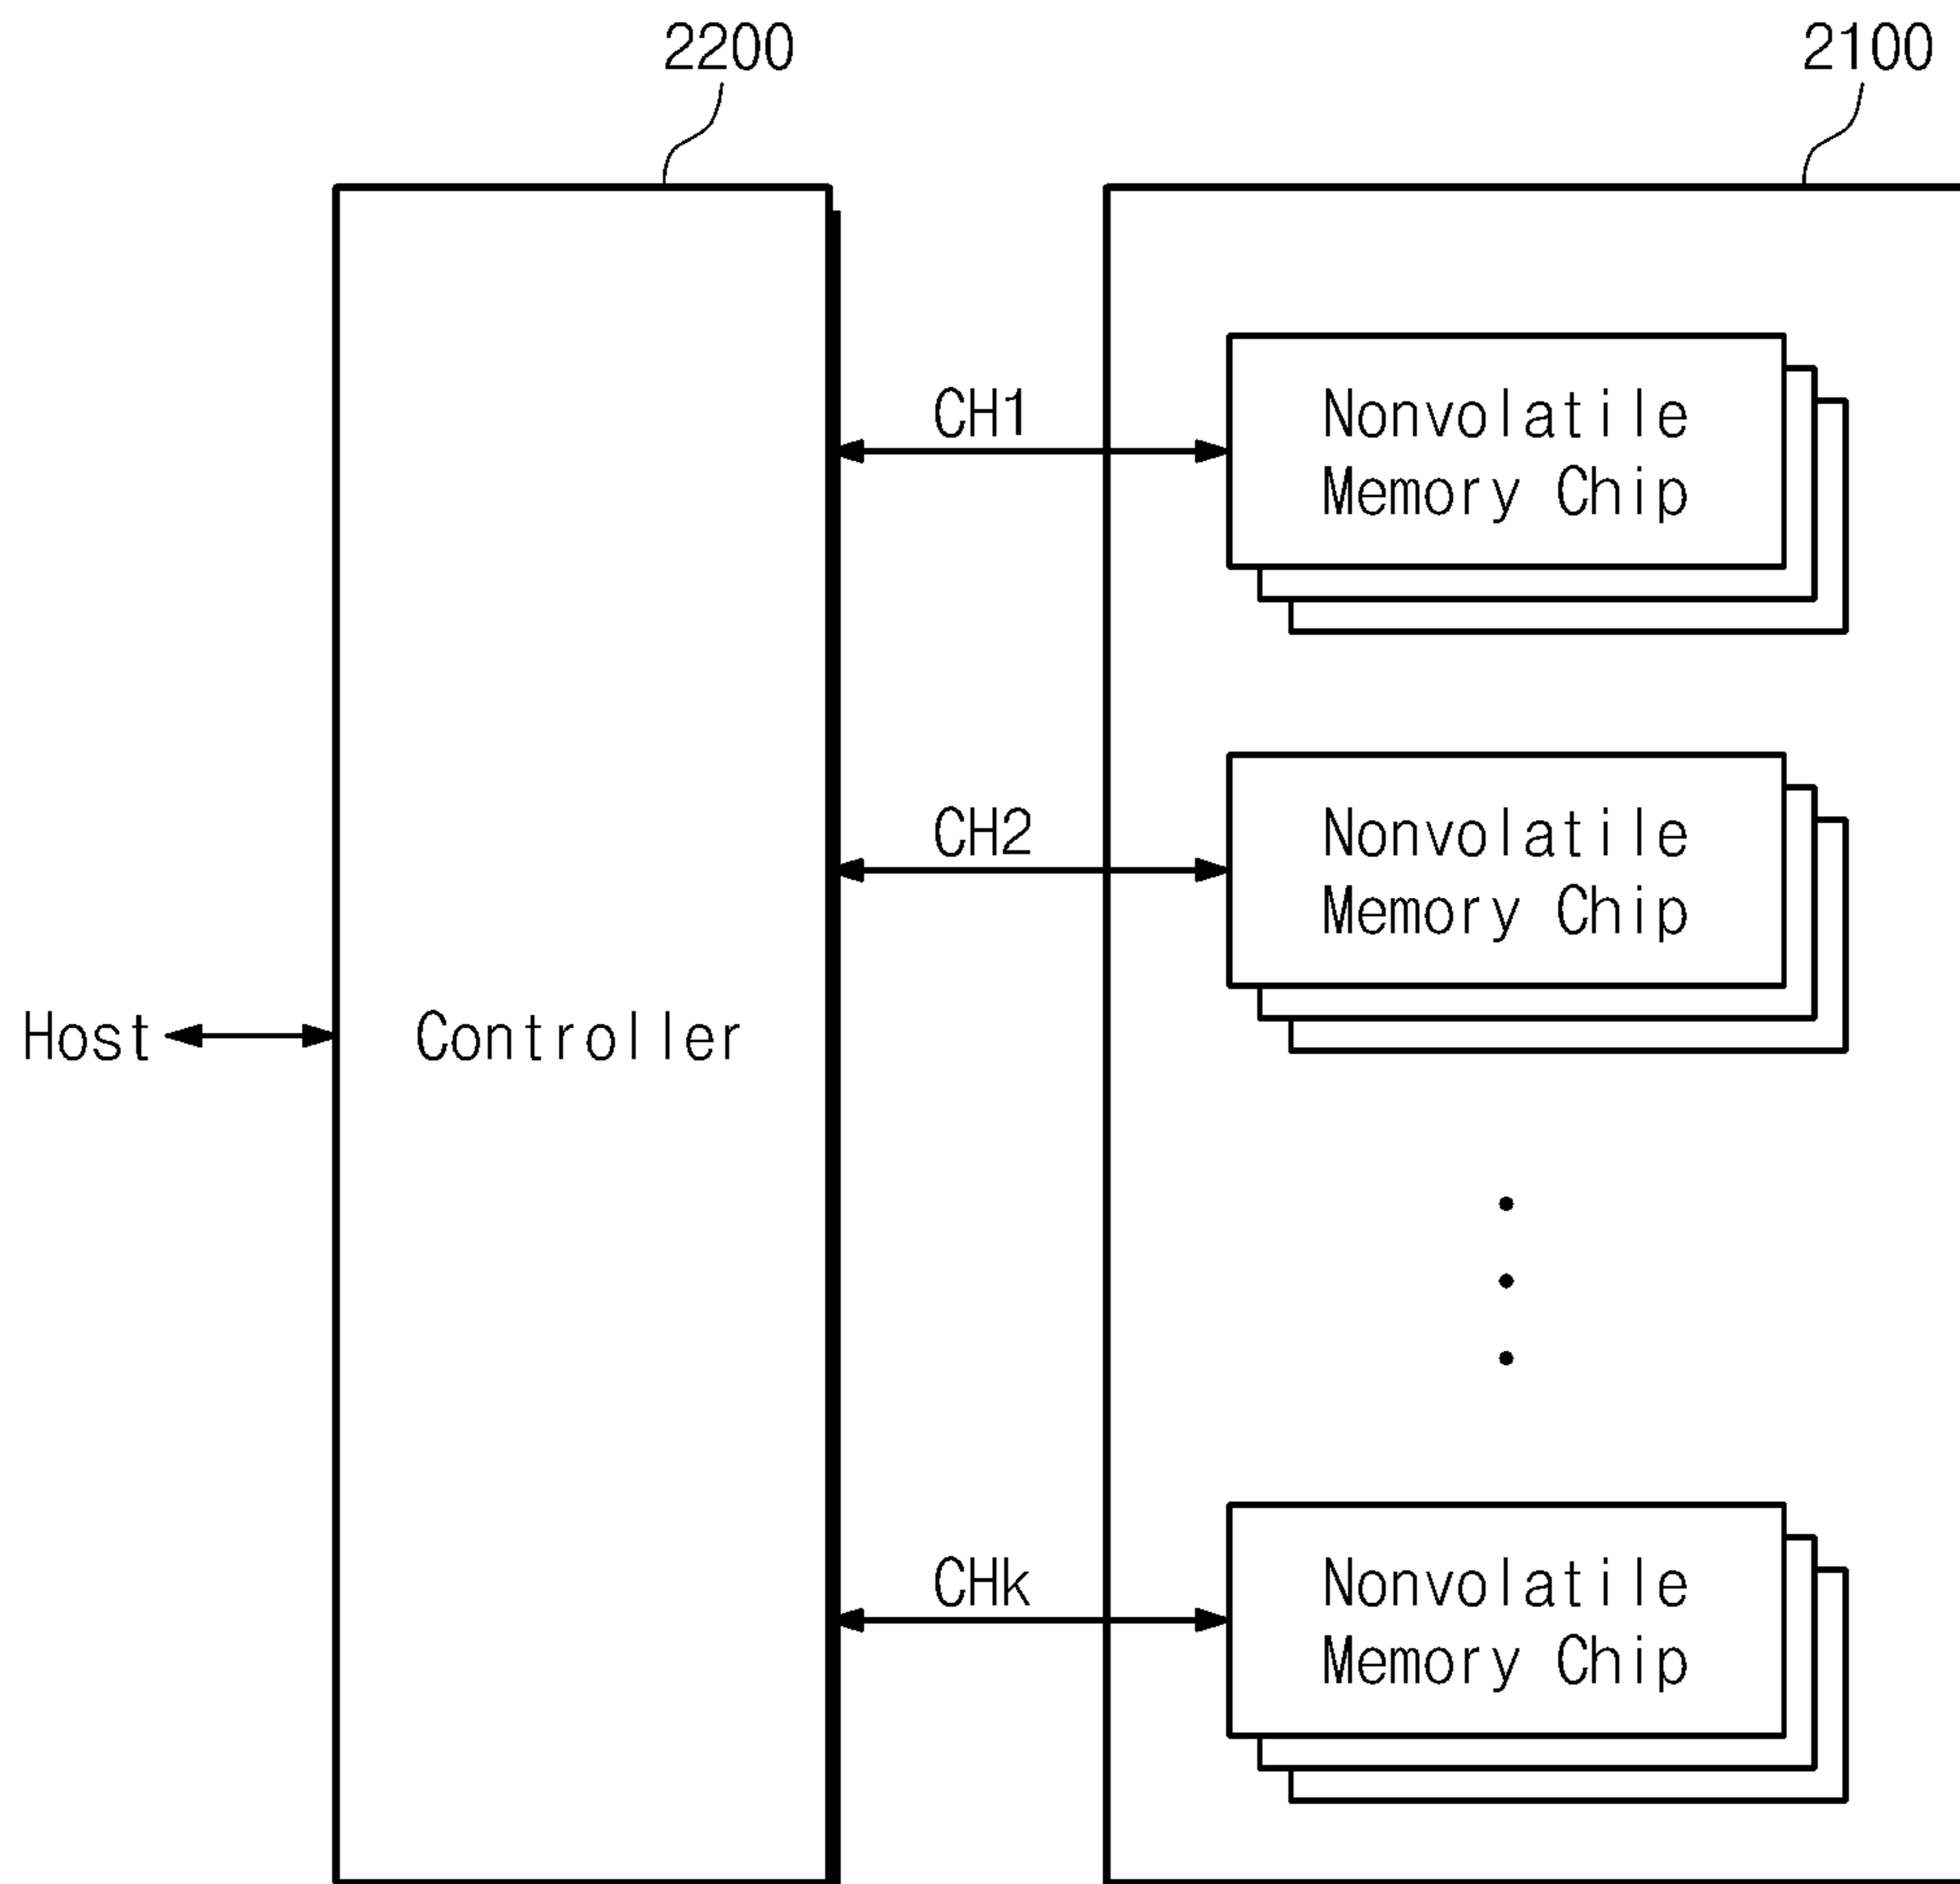 2200
2100
CH1
Nonvolatile
Memory Chip
CH2
Nonvolatile
Memory Chip
Host
Controller
CHk
Nonvolatile
Memory Chip